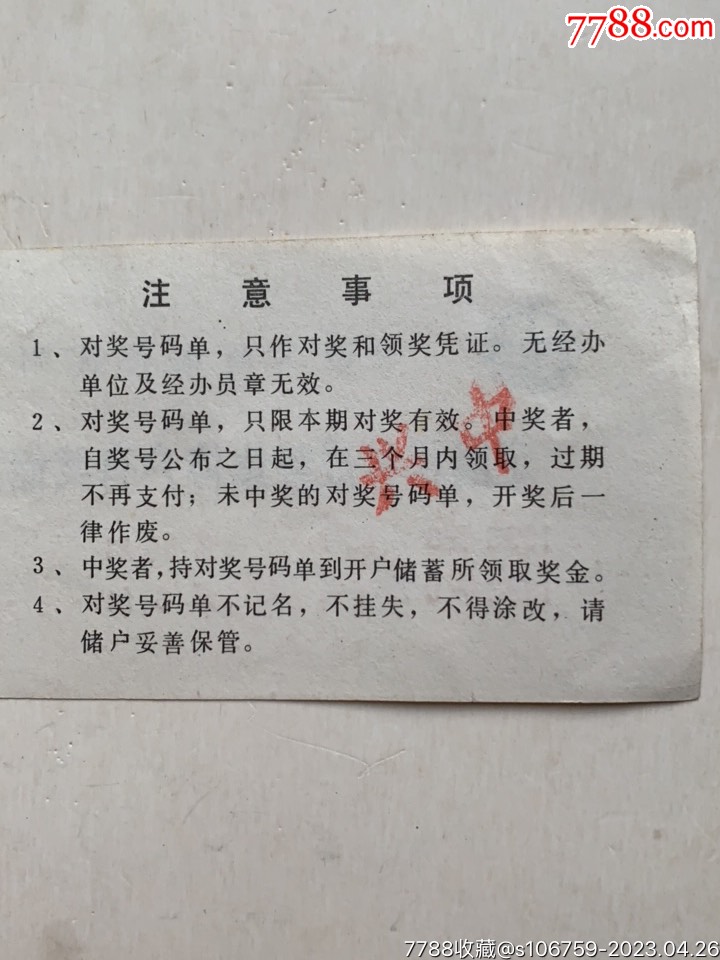 7788.com
注意事项
1、对奖号码单，只作对奖和领奖凭证。无经办
单位及经办员章无效。
2、对奖号码单，只限本期对奖有效。中奖者，
自奖号公布之日起，在三个月内领取，过期
不再支付；未中奖的对奖号码单，开奖后一
律作废。
3、中奖者，持对奖号码单到开户储蓄所领取奖金。
4、对奖号码单不记名，不挂失，不得涂改，请
储户妥善保管。
中奖
7788收藏@s106759-2023.04.26